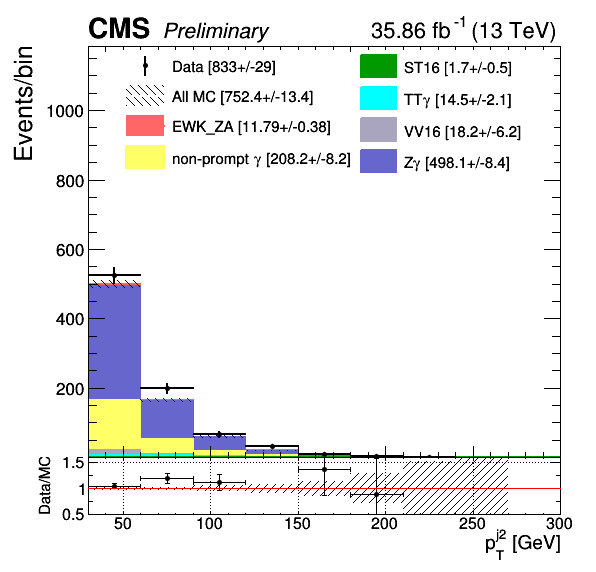 CMS Preliminary 35.86 fb⁻¹ (13 TeV)
Events/bin
Data [833+/-29]
All MC [752.4+/-13.4]
EWK_ZA [11.79+/-0.38]
non-prompt γ [208.2+/-8.2]
ST16 [1.7+/-0.5]
TTγ [14.5+/-2.1]
VV16 [18.2+/-6.2]
Zγ [498.1+/-8.4]
1000
800
600
400
200
Data/MC
1.5
1
0.5
50 100 150 200 250 300
p_T^{j2} [GeV]